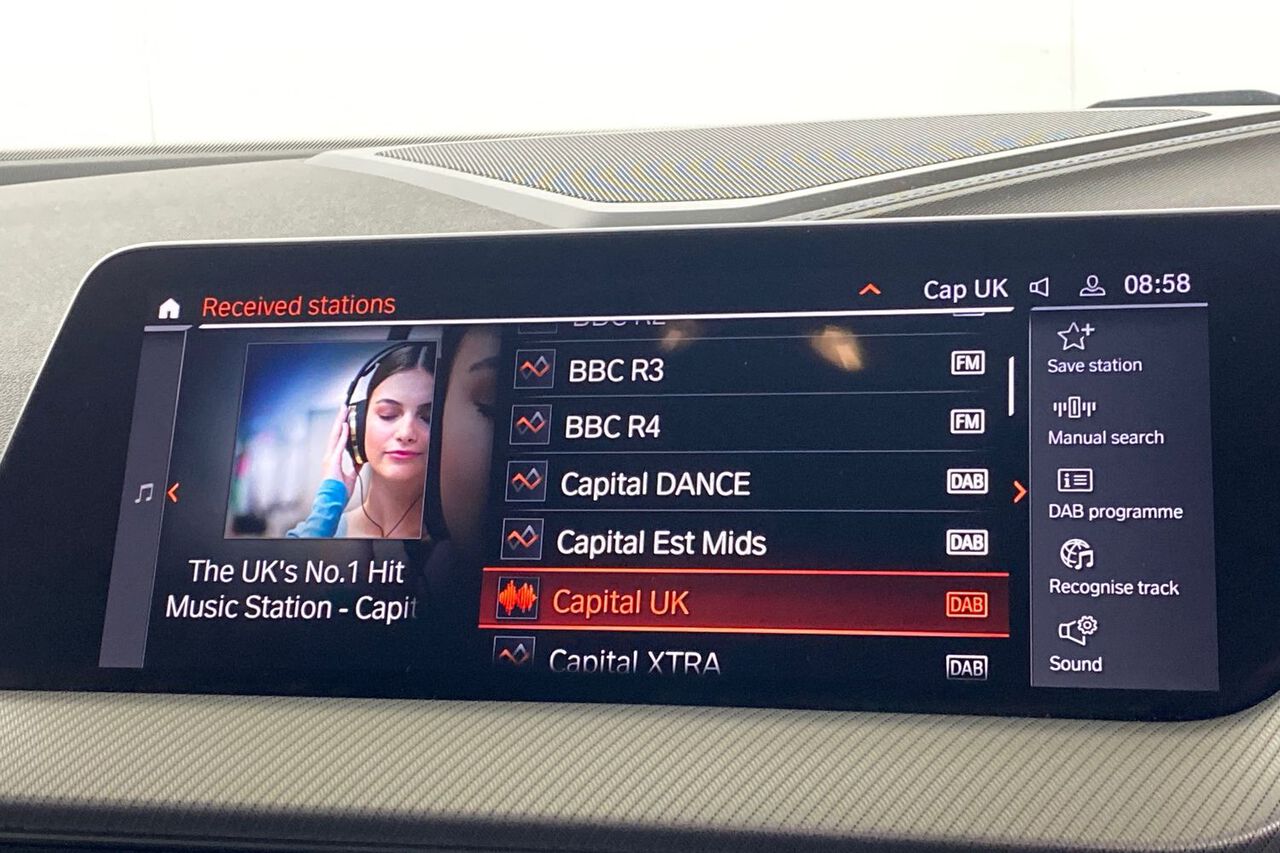 Received stations
Cap UK
08:58
BBC R3 FM
BBC R4 FM
Capital DANCE DAB
Capital Est Mids DAB
Capital UK DAB
Capital XTRA DAB
The UK's No.1 Hit
Music Station - Capit
Save station
Manual search
DAB programme
Recognise track
Sound